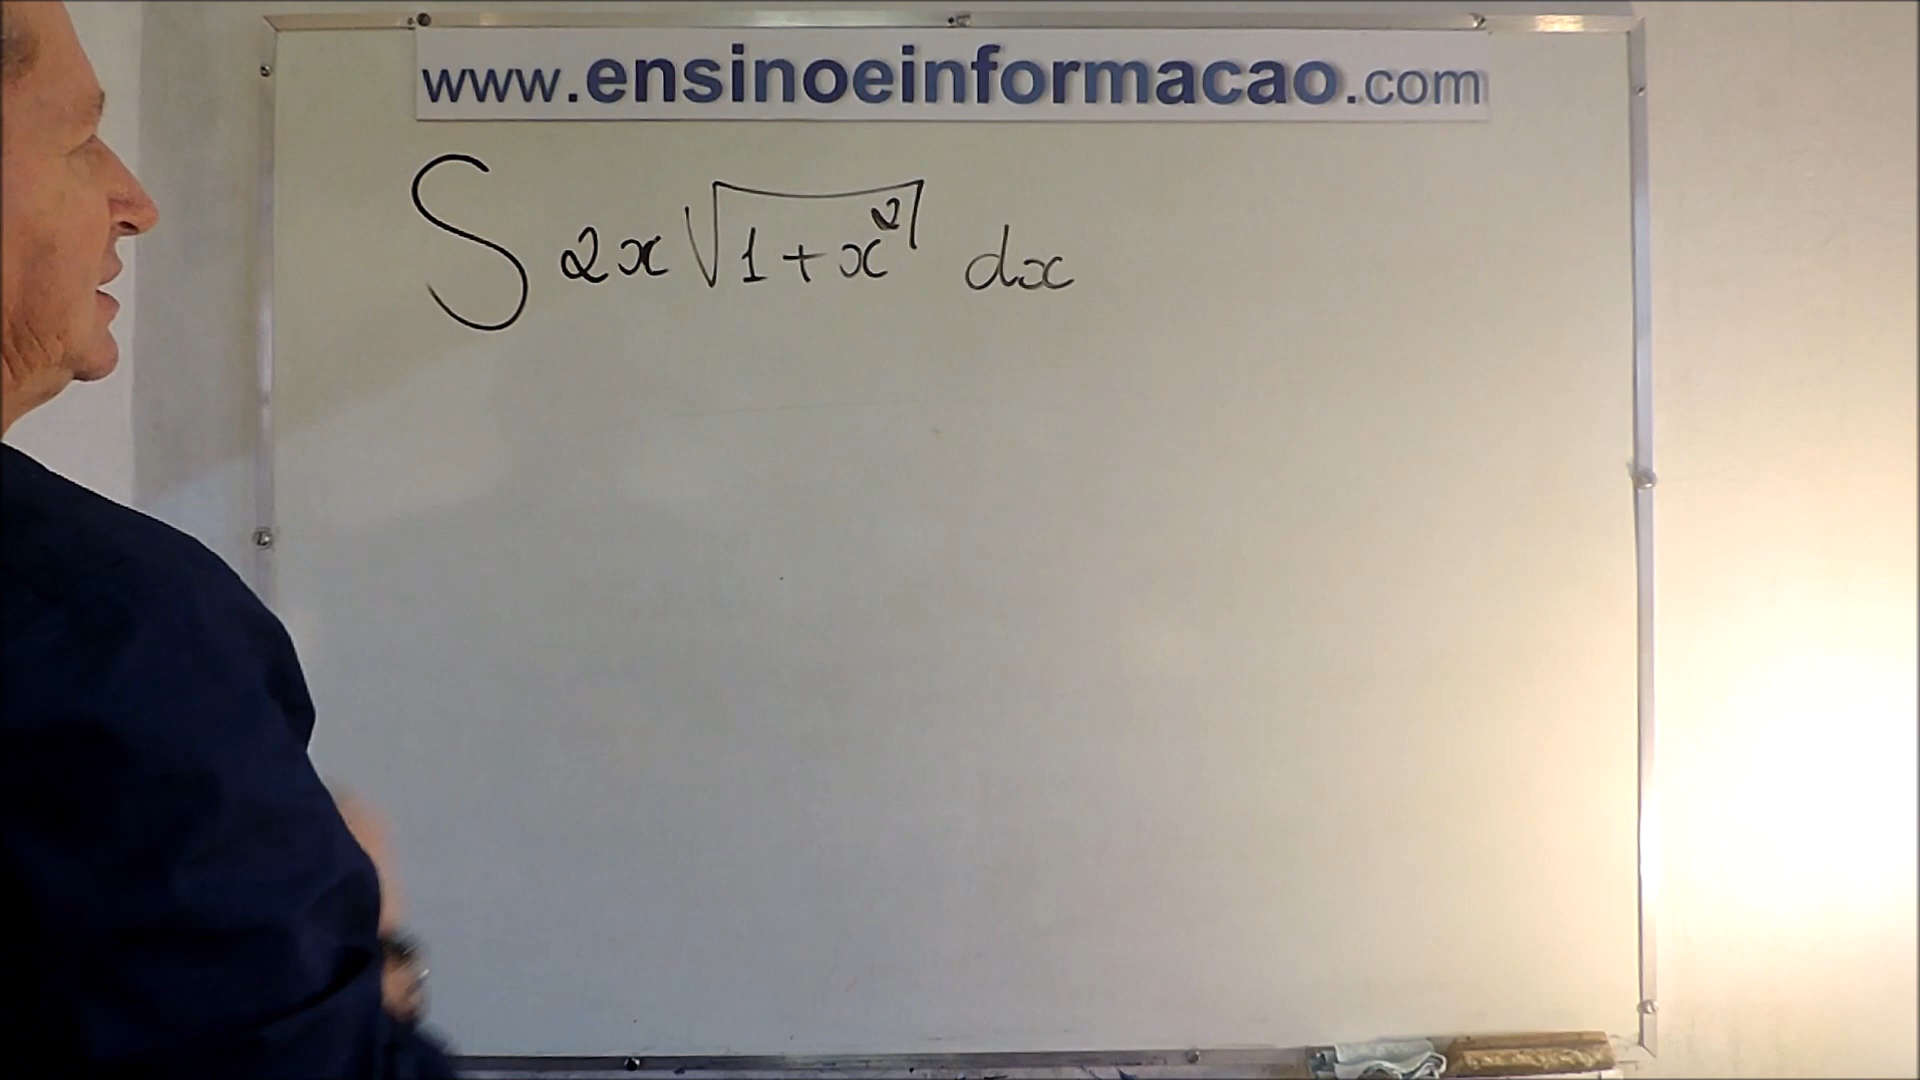 www.ensinoeinformacao.com
∫ 2x √(1+x²) dx